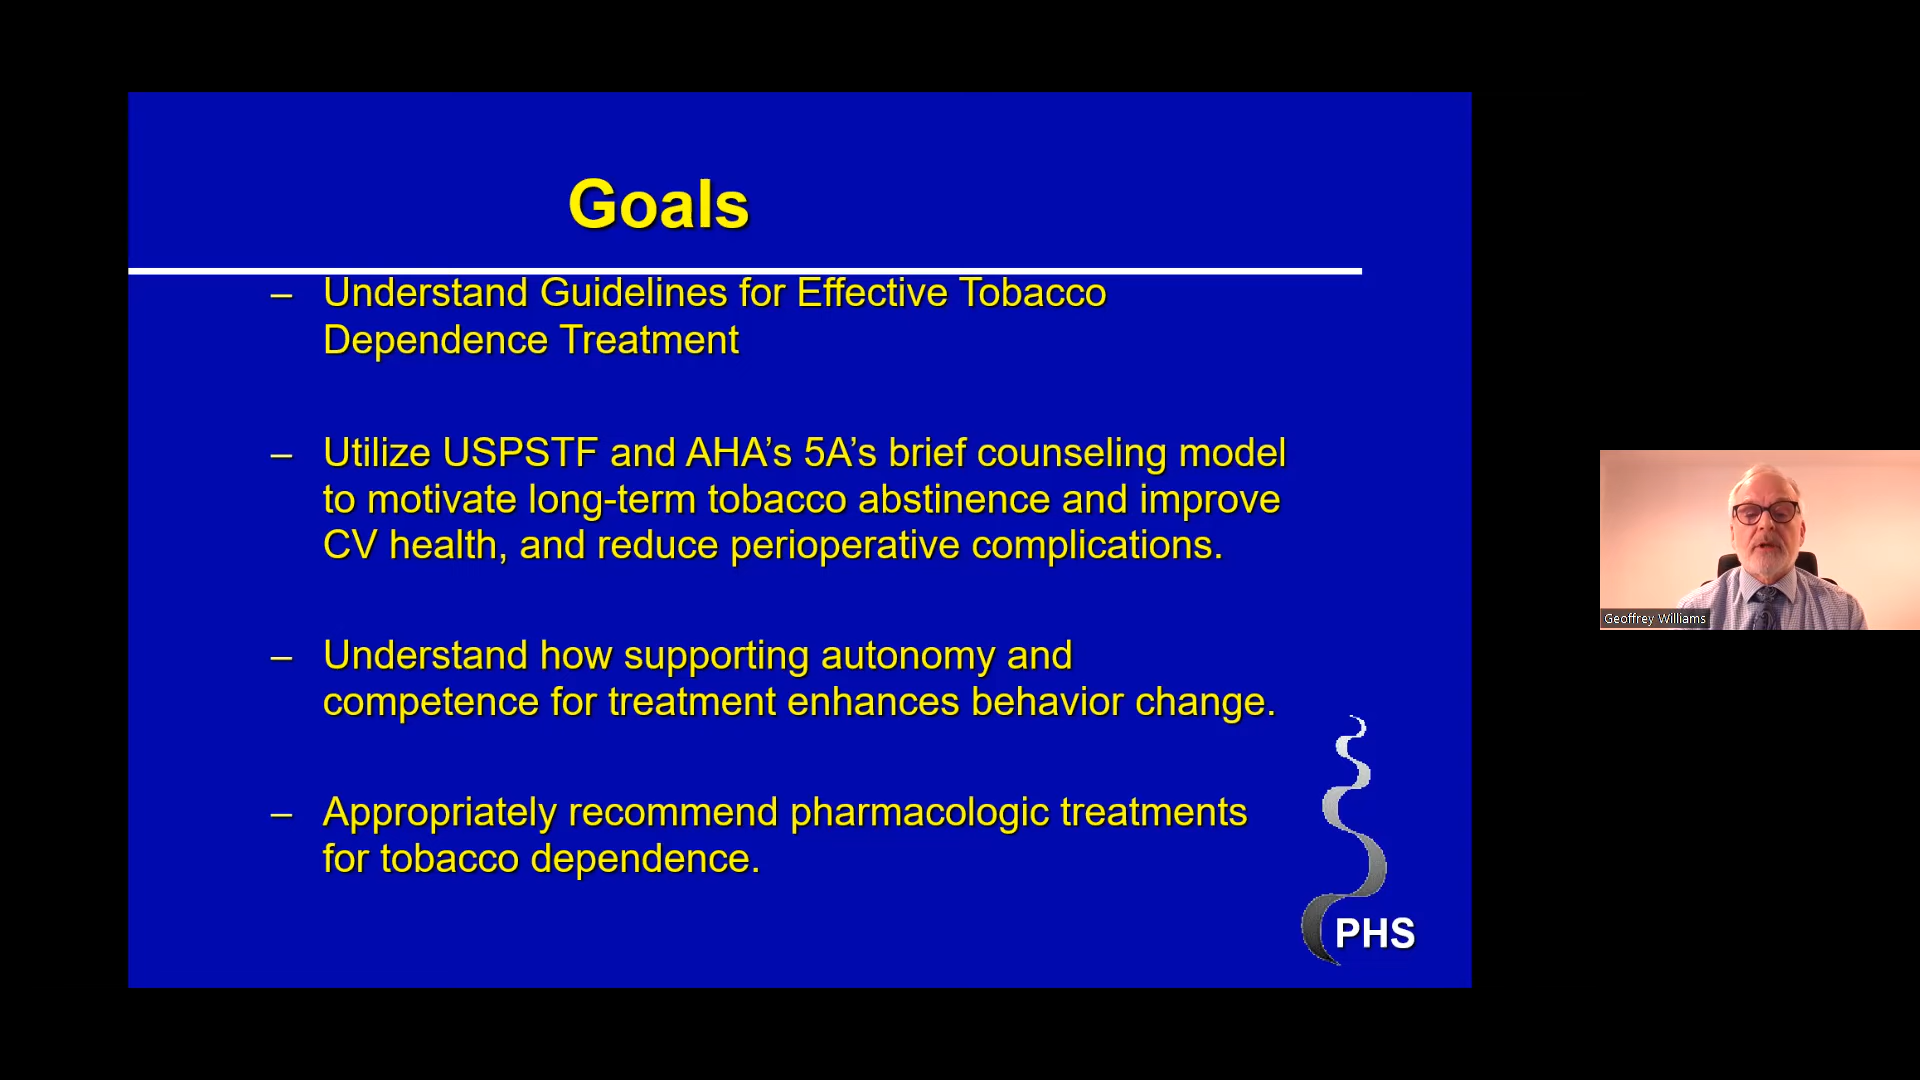 Goals
– Understand Guidelines for Effective Tobacco
Dependence Treatment
– Utilize USPSTF and AHA’s 5A’s brief counseling model
to motivate long-term tobacco abstinence and improve
CV health, and reduce perioperative complications.
– Understand how supporting autonomy and
competence for treatment enhances behavior change.
– Appropriately recommend pharmacologic treatments
for tobacco dependence.
PHS
Geoffrey Williams